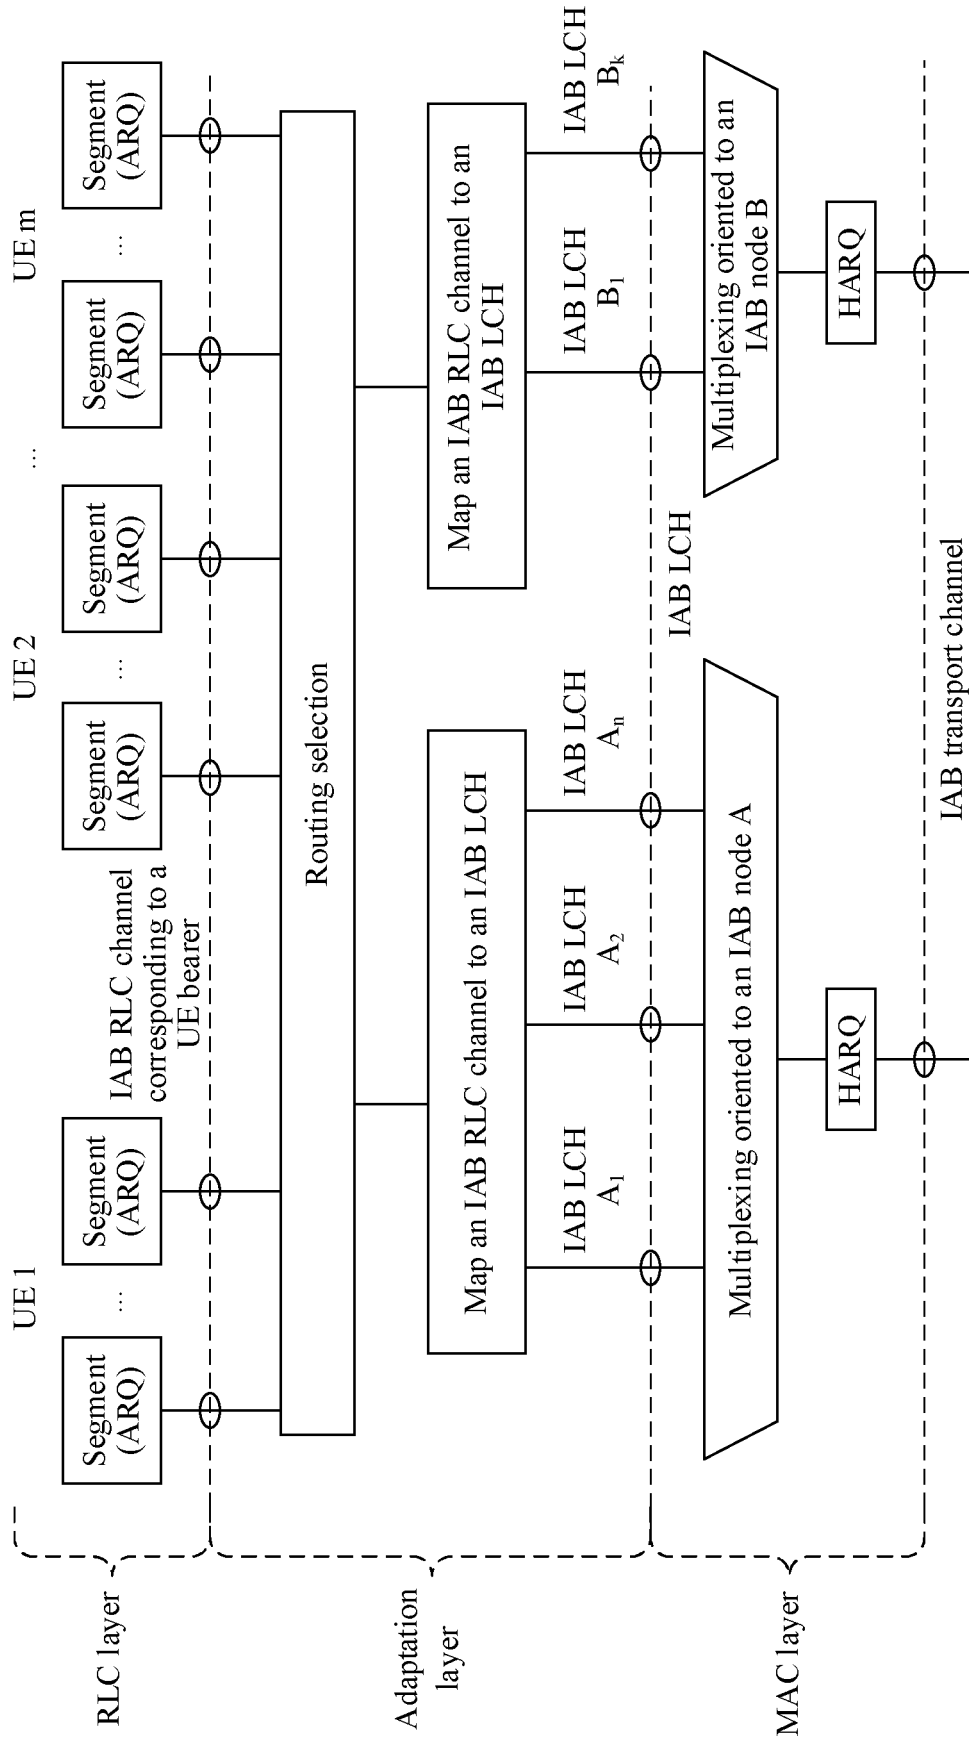 UE 1
UE 2
...
UE m
RLC layer
Segment
(ARQ)
...
Segment
(ARQ)
IAB RLC channel
corresponding to a
UE bearer
Segment
(ARQ)
...
Segment
(ARQ)
Segment
(ARQ)
...
Segment
(ARQ)
Adaptation
layer
Routing selection
Map an IAB RLC channel to an IAB LCH
Map an IAB RLC channel to an
IAB LCH
IAB LCH
A1
IAB LCH
A2
IAB LCH
An
IAB LCH
B1
IAB LCH
Bk
IAB LCH
MAC layer
Multiplexing oriented to an IAB node A
Multiplexing oriented to an
IAB node B
HARQ
HARQ
IAB transport channel